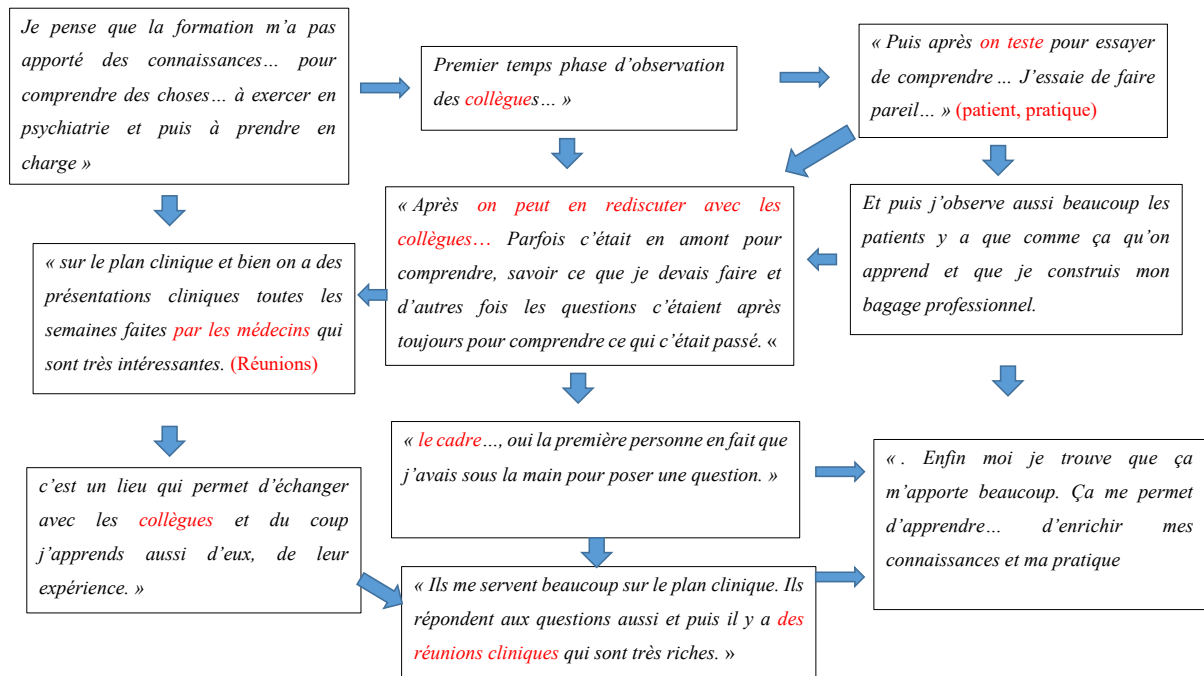 Je pense que la formation m'a pas
apporté des connaissances… pour
comprendre des choses… à exercer en
psychiatrie et puis à prendre en
charge »
Premier temps phase d'observation
des collègues… »
« Puis après on teste pour essayer
de comprendre … J'essaie de faire
pareil… » (patient, pratique)
« Après on peut en rediscuter avec les
collègues… Parfois c'était en amont pour
comprendre, savoir ce que je devais faire et
d'autres fois les questions c'étaient après
toujours pour comprendre ce qui c'était passé. «
Et puis j'observe aussi beaucoup les
patients y a que comme ça qu'on
apprend et que je construis mon
bagage professionnel.
« sur le plan clinique et bien on a des
présentations cliniques toutes les
semaines faites par les médecins qui
sont très intéressantes. (Réunions)
« le cadre…, oui la première personne en fait que
j'avais sous la main pour poser une question. »
« . Enfin moi je trouve que ça
m'apporte beaucoup. Ça me permet
d'apprendre… d'enrichir mes
connaissances et ma pratique
c'est un lieu qui permet d'échanger
avec les collègues et du coup
j'apprends aussi d'eux, de leur
expérience. »
« Ils me servent beaucoup sur le plan clinique. Ils
répondent aux questions aussi et puis il y a des
réunions cliniques qui sont très riches. »